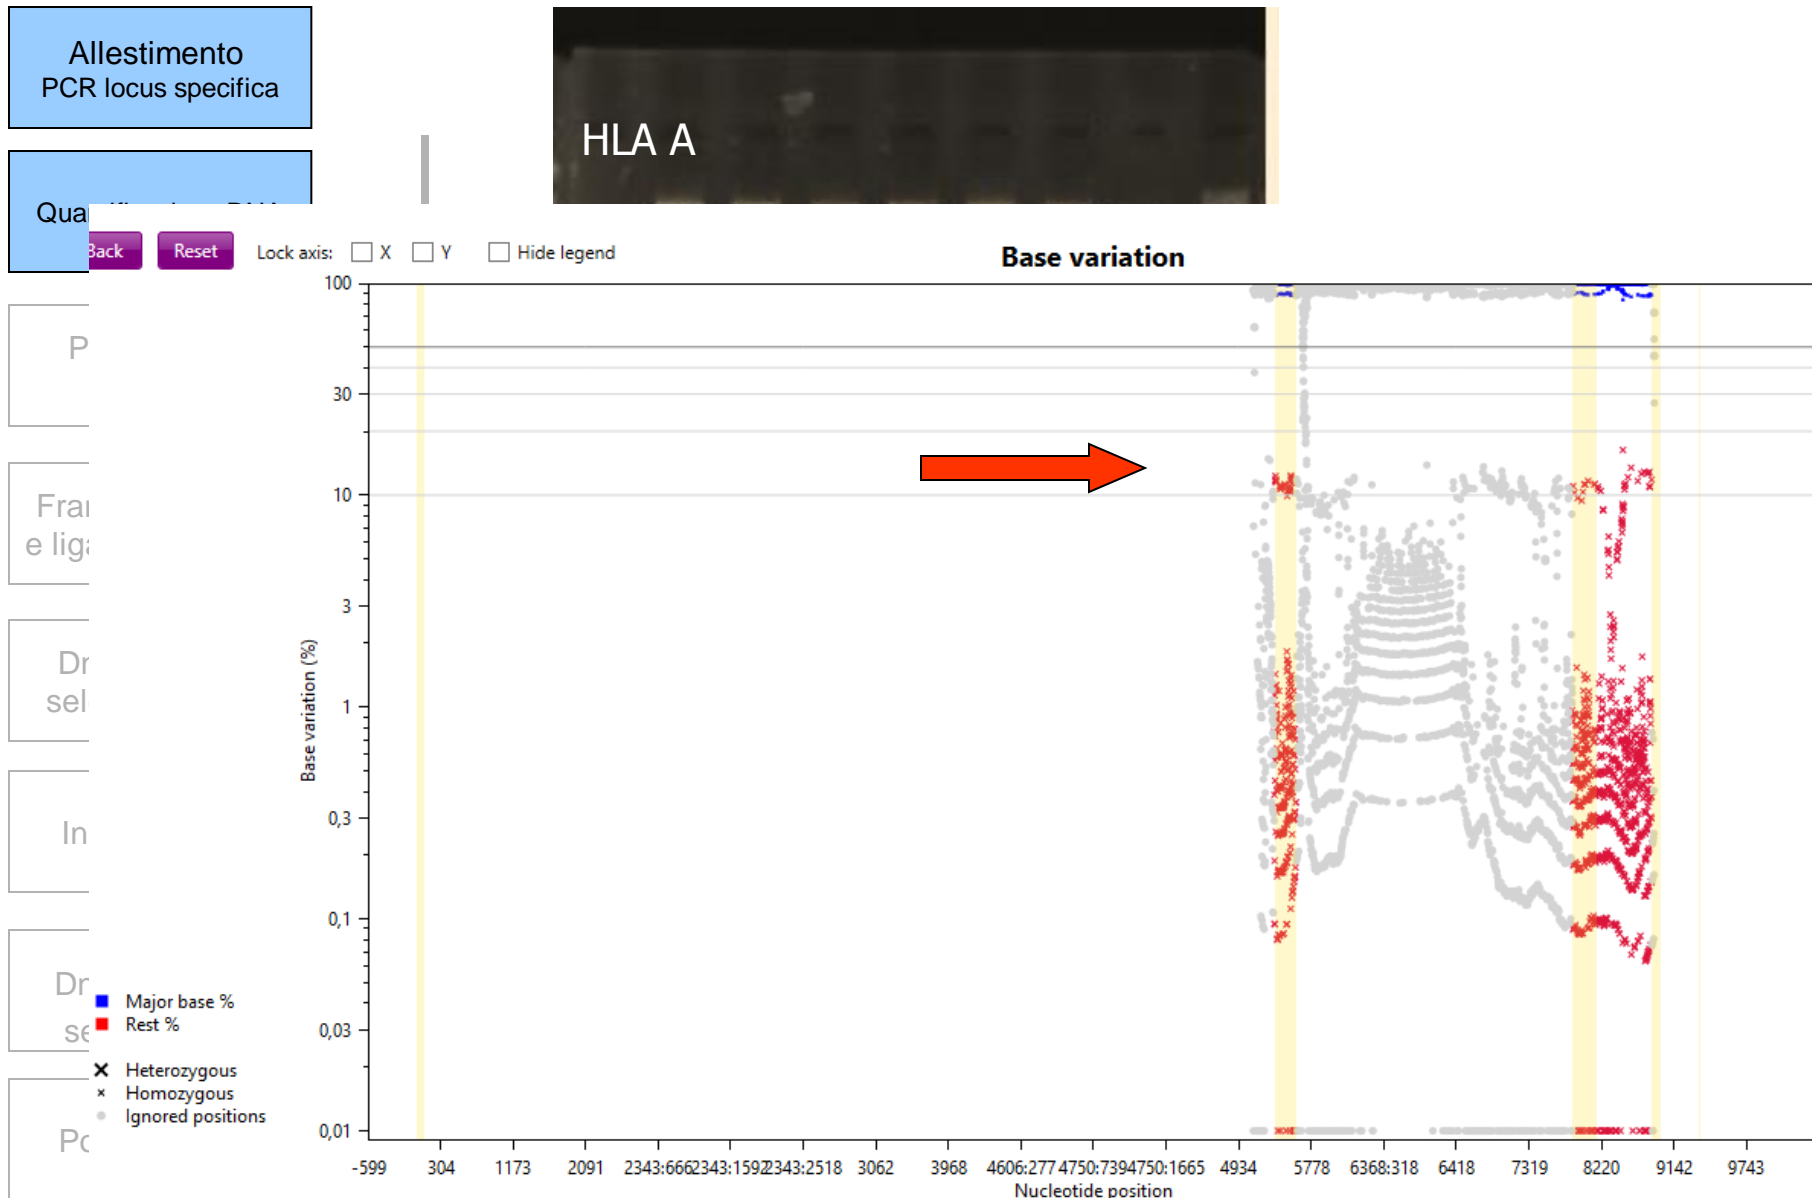 Allestimento
PCR locus specifica
HLA A
Back
Reset
Lock axis:
X
Y
Hide legend
Base variation
100
30
10
3
1
0,3
0,1
0,03
0,01
Base variation (%)
Major base %
Rest %
Heterozygous
Homozygous
Ignored positions
-599 304 1173 2091 2343:666 2343:1592 2343:2518 3062 3968 4606:277 4750:739 4750:1665 4934 5778 6368:318 6418 7319 8220 9142 9743
Nucleotide position